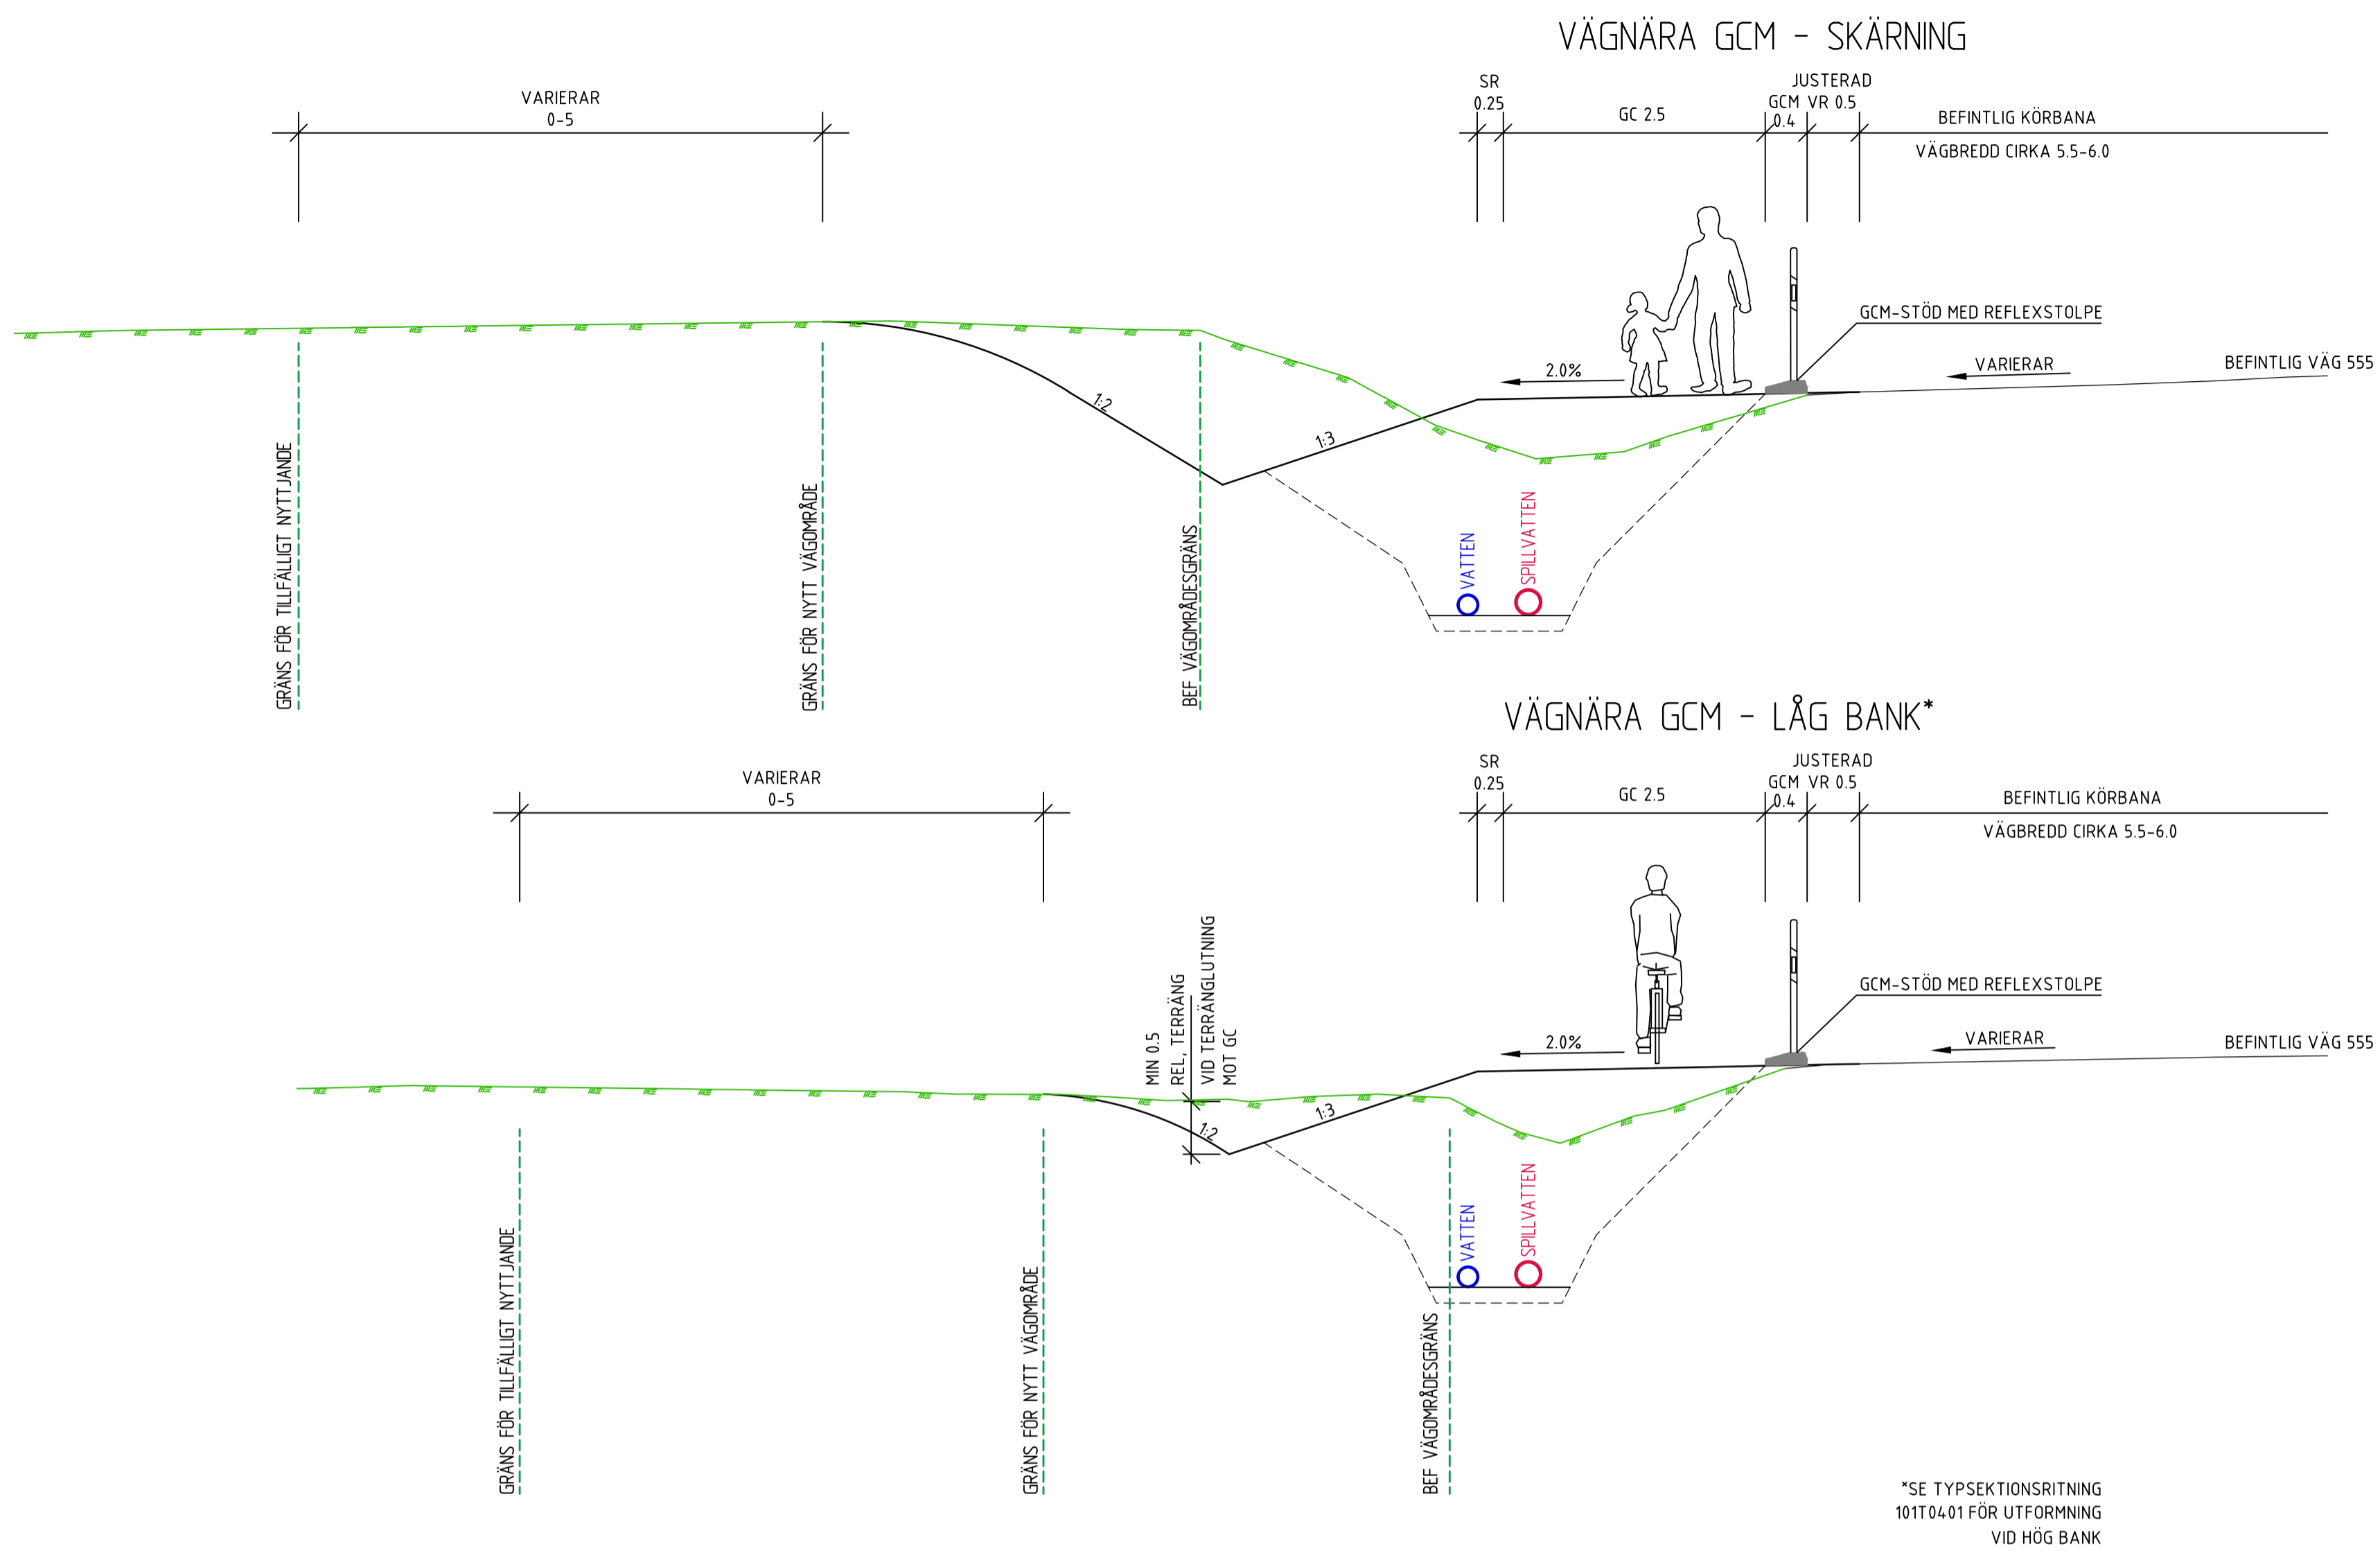 VÄGNÄRA GCM - SKÄRNING
VARIERAR
0-5
SR
0.25
GC 2.5
JUSTERAD
GCM VR 0.5
0.4
BEFINTLIG KÖRBANA
VÄGBREDD CIRKA 5.5-6.0
GCM-STÖD MED REFLEXSTOLPE
2.0%
VARIERAR
BEFINTLIG VÄG 555
1:2
1:3
GRÄNS FÖR TILLFÄLLIGT NYTTJANDE
GRÄNS FÖR NYTT VÄGOMRÅDE
BEF VÄGOMRÅDESGRÄNS
VATTEN
SPILLVATTEN
VÄGNÄRA GCM - LÅG BANK*
VARIERAR
0-5
SR
0.25
GC 2.5
JUSTERAD
GCM VR 0.5
0.4
BEFINTLIG KÖRBANA
VÄGBREDD CIRKA 5.5-6.0
MIN 0.5
REL, TERRÄNG
VID TERRÄNGLUTNING
MOT GC
GCM-STÖD MED REFLEXSTOLPE
2.0%
VARIERAR
BEFINTLIG VÄG 555
1:2
1:3
GRÄNS FÖR TILLFÄLLIGT NYTTJANDE
GRÄNS FÖR NYTT VÄGOMRÅDE
BEF VÄGOMRÅDESGRÄNS
VATTEN
SPILLVATTEN
*SE TYPSEKTIONSRITNING
101T0401 FÖR UTFORMNING
VID HÖG BANK